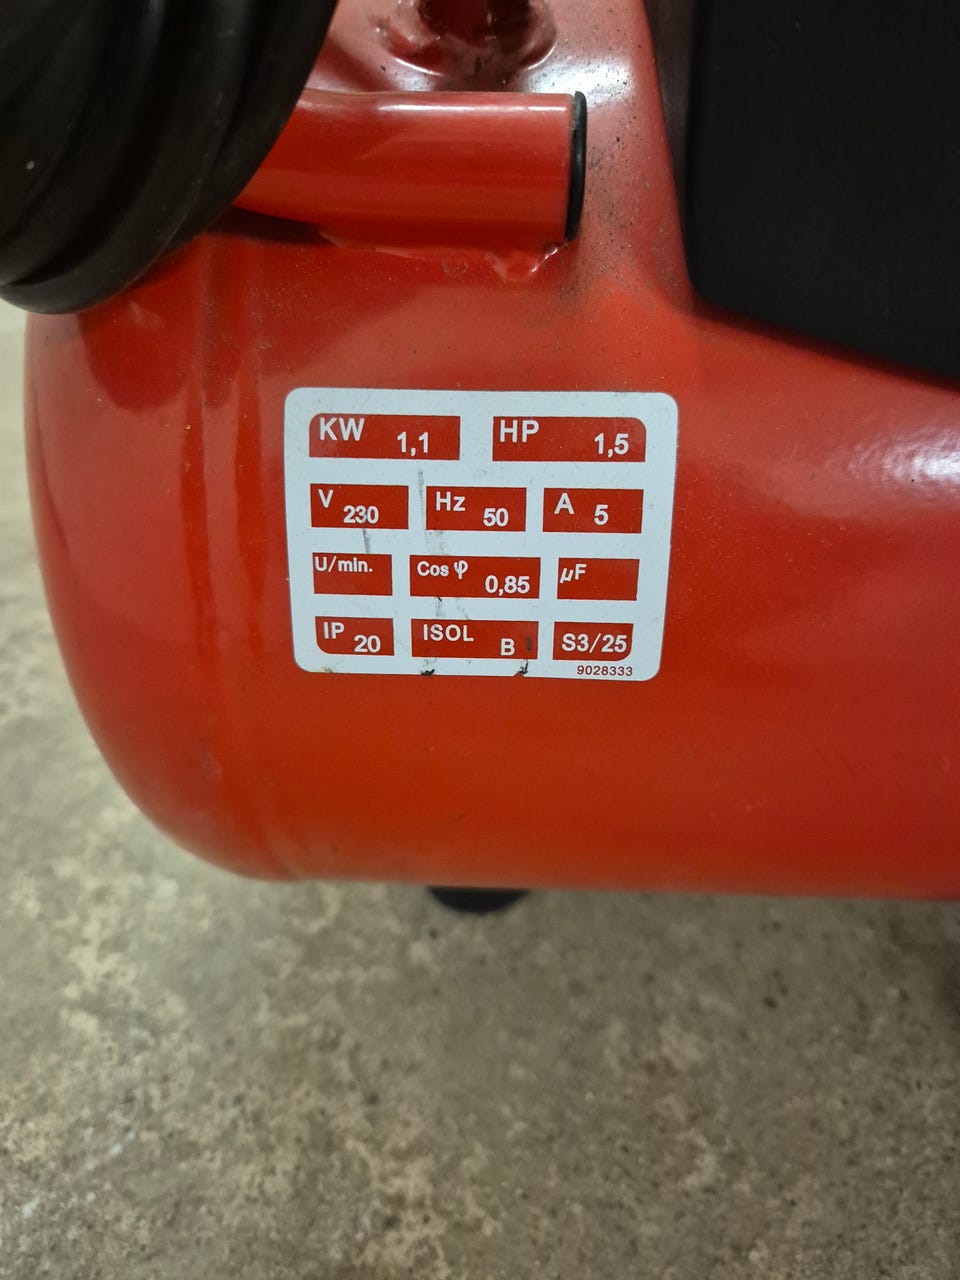 KW 1,1 HP 1,5
V 230 Hz 50 A 5
U/min. Cos φ 0,85 µF
IP 20 ISOL B S3/25
9028333